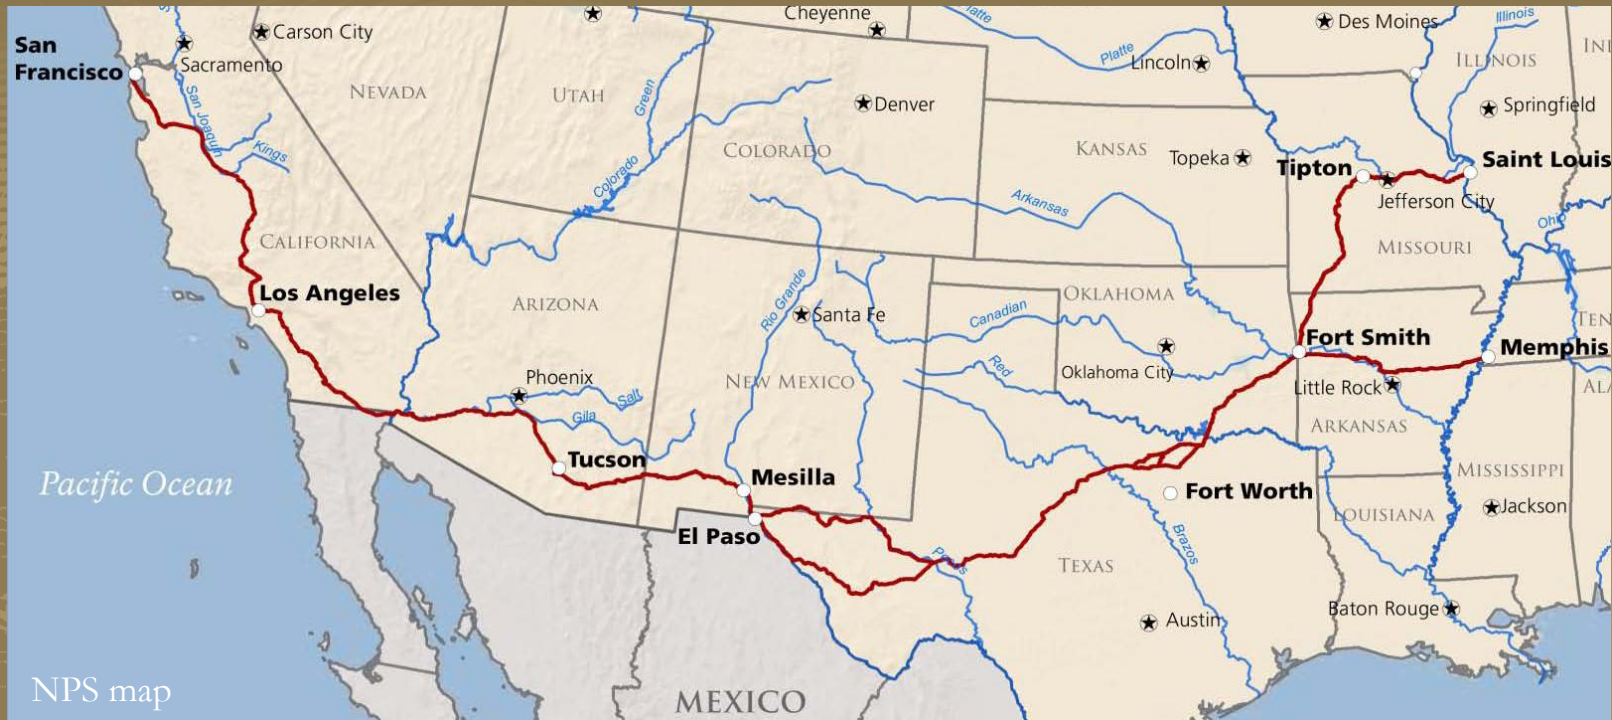 Cheyenne
Platte
Illinois
Des Moines
San
Francisco
Carson City
Sacramento
NEVADA
UTAH
Green
Platte
Lincoln
ILLINOIS
Denver
Springfield
San Joaquin
Kings
COLORADO
KANSAS
Topeka
Tipton
Saint Louis
Jefferson City
Colorado
Arkansas
Ohio
CALIFORNIA
MISSOURI
Los Angeles
ARIZONA
Rio Grande
Santa Fe
OKLAHOMA
Canadian
TEN
Fort Smith
Memphis
Oklahoma City
Red
Little Rock
Phoenix
Salt
Gila
NEW MEXICO
ARKANSAS
ALA
Tucson
Mesilla
Pacific Ocean
Fort Worth
MISSISSIPPI
Jackson
LOUISIANA
El Paso
Pecos
TEXAS
Brazos
Austin
Baton Rouge
NPS map
MEXICO